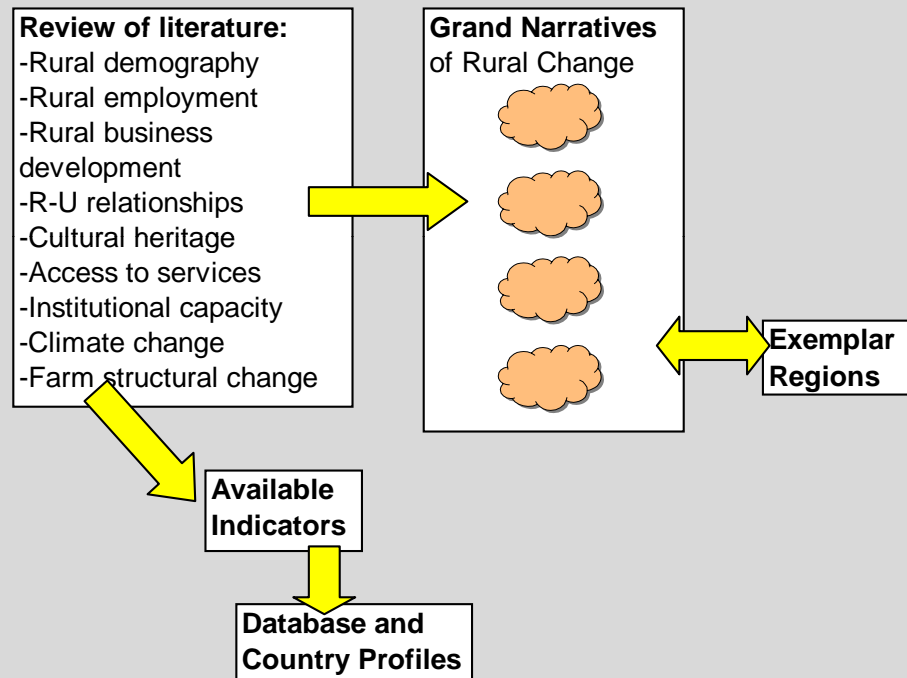 Review of literature:
-Rural demography
-Rural employment
-Rural business
development
-R-U relationships
-Cultural heritage
-Access to services
-Institutional capacity
-Climate change
-Farm structural change
Grand Narratives
of Rural Change
Exemplar
Regions
Available
Indicators
Database and
Country Profiles